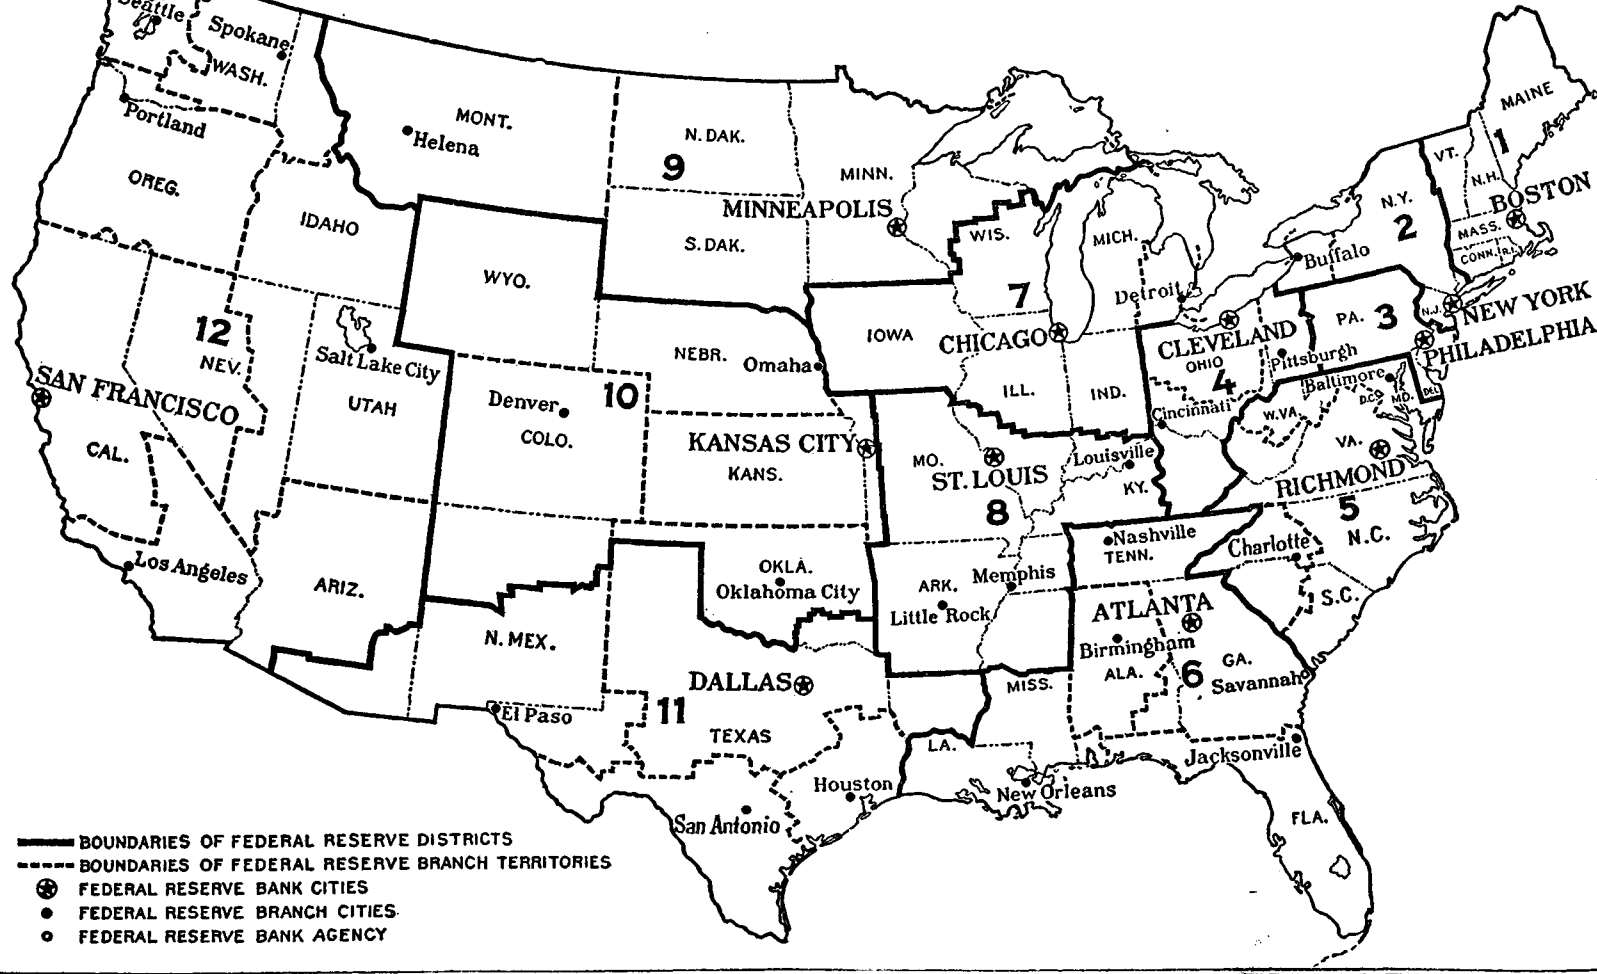 Seattle
Spokane
WASH.
Portland
OREG.
MONT.
Helena
IDAHO
N. DAK.
9
MINN.
MINNEAPOLIS
S. DAK.
WYO.
WIS.
MICH.
7
Detroit
MAINE
1
VT.
N.H.
BOSTON
MASS.
CONN.
R.I.
N.Y.
2
Buffalo
12
NEV.
Salt Lake City
UTAH
SAN FRANCISCO
CAL.
Los Angeles
ARIZ.
NEBR.
Omaha
IOWA
CHICAGO
ILL.
IND.
CLEVELAND
OHIO
4
Cincinnati
Pittsburgh
PA.
3
N.J.
NEW YORK
PHILADELPHIA
Baltimore
D.C.
MD.
DEL.
W.VA.
VA.
RICHMOND
5
10
Denver
COLO.
KANSAS CITY
KANS.
MO.
ST. LOUIS
8
Louisville
KY.
Nashville
TENN.
Charlotte
N.C.
S.C.
OKLA.
Oklahoma City
ARK.
Memphis
Little Rock
ATLANTA
Birmingham
ALA.
6
GA.
Savannah
N. MEX.
El Paso
DALLAS
11
TEXAS
MISS.
LA.
Houston
New Orleans
Jacksonville
FLA.
San Antonio
BOUNDARIES OF FEDERAL RESERVE DISTRICTS
BOUNDARIES OF FEDERAL RESERVE BRANCH TERRITORIES
FEDERAL RESERVE BANK CITIES
FEDERAL RESERVE BRANCH CITIES
FEDERAL RESERVE BANK AGENCY